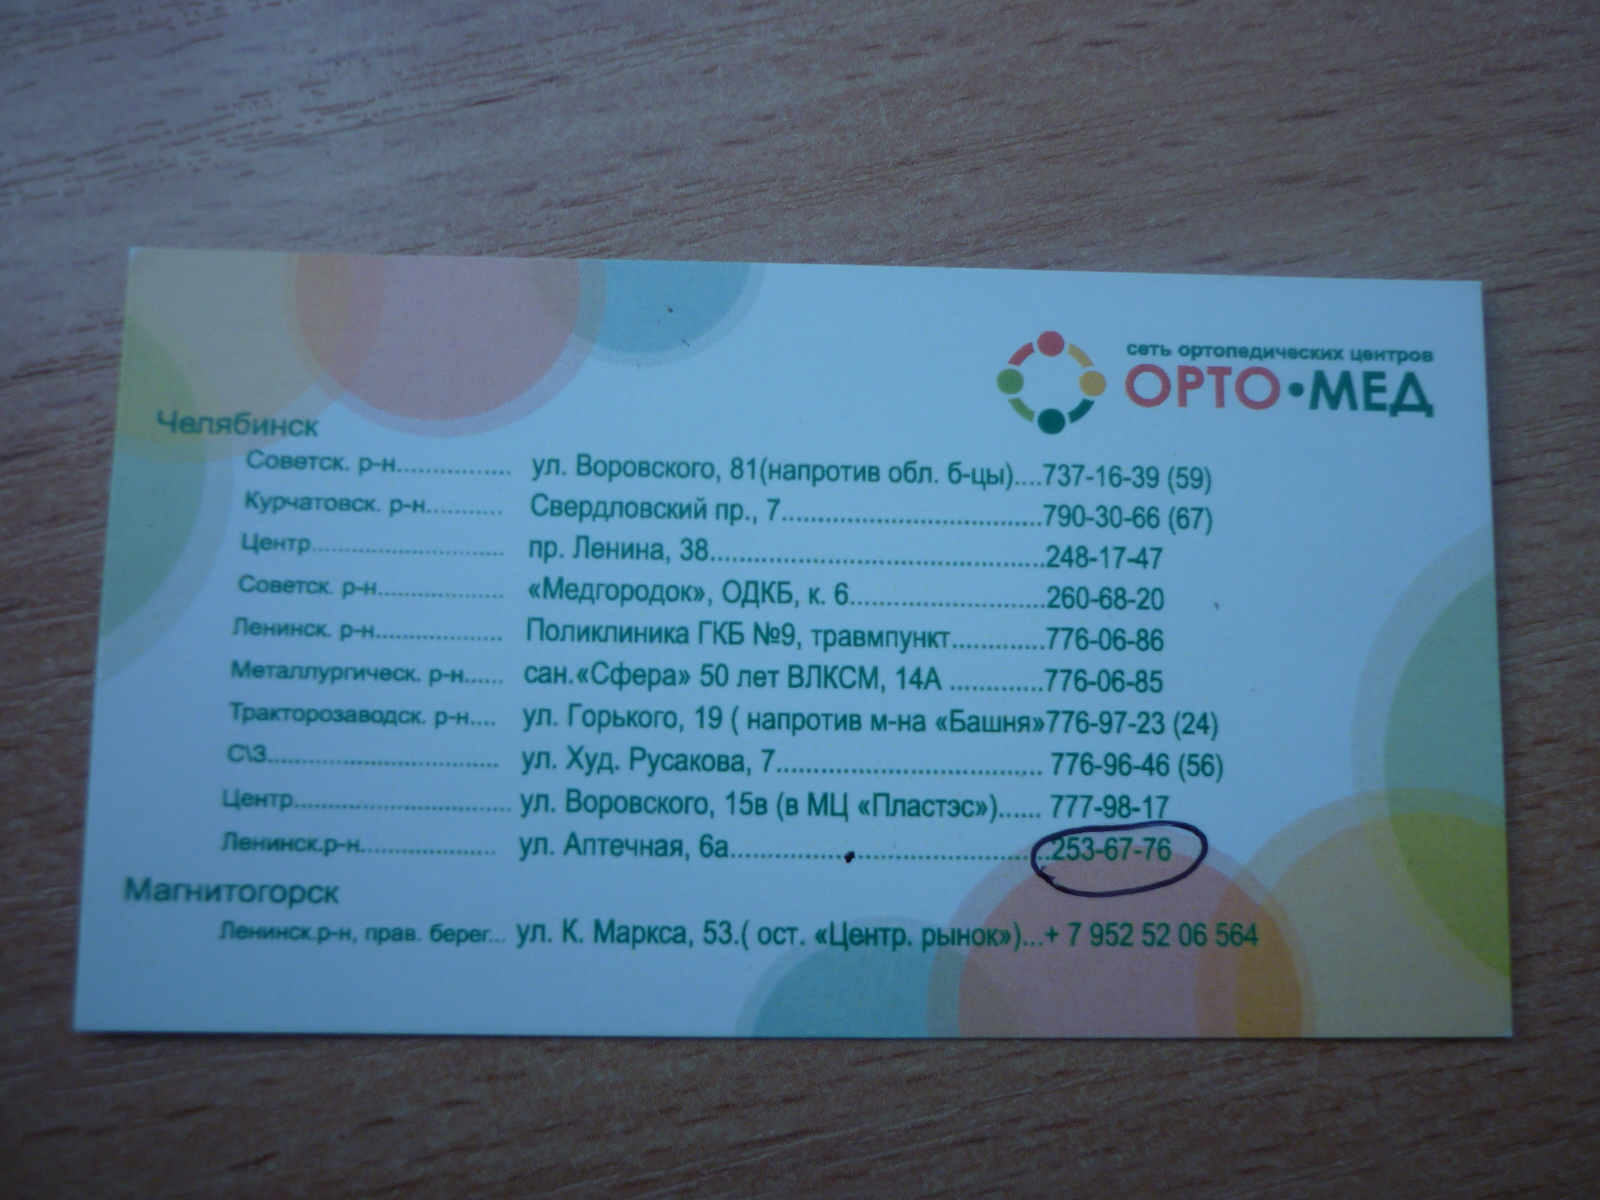 сеть ортопедических центров
ОРТО•МЕД
Челябинск
Советск. р-н................ ул. Воровского, 81(напротив обл. б-цы)....737-16-39 (59)
Курчатовск. р-н........... Свердловский пр., 7......................................790-30-66 (67)
Центр........................... пр. Ленина, 38.................................................248-17-47
Советск. р-н.................. «Медгородок», ОДКБ, к. 6............................260-68-20
Ленинск. р-н.................. Поликлиника ГКБ №9, травмпункт.............776-06-86
Металлургическ. р-н...... сан.«Сфера» 50 лет ВЛКСМ, 14А .............776-06-85
Тракторозаводск. р-н.... ул. Горького, 19 ( напротив м-на «Башня»776-97-23 (24)
С\З................................. ул. Худ. Русакова, 7...................................... 776-96-46 (56)
Центр............................... ул. Воровского, 15в (в МЦ «Пластэс»)...... 777-98-17
Ленинск.р-н.................... ул. Аптечная, 6а..............................................253-67-76
Магнитогорск
Ленинск.р-н, прав. берег... ул. К. Маркса, 53.( ост. «Центр. рынок»)...+ 7 952 52 06 564